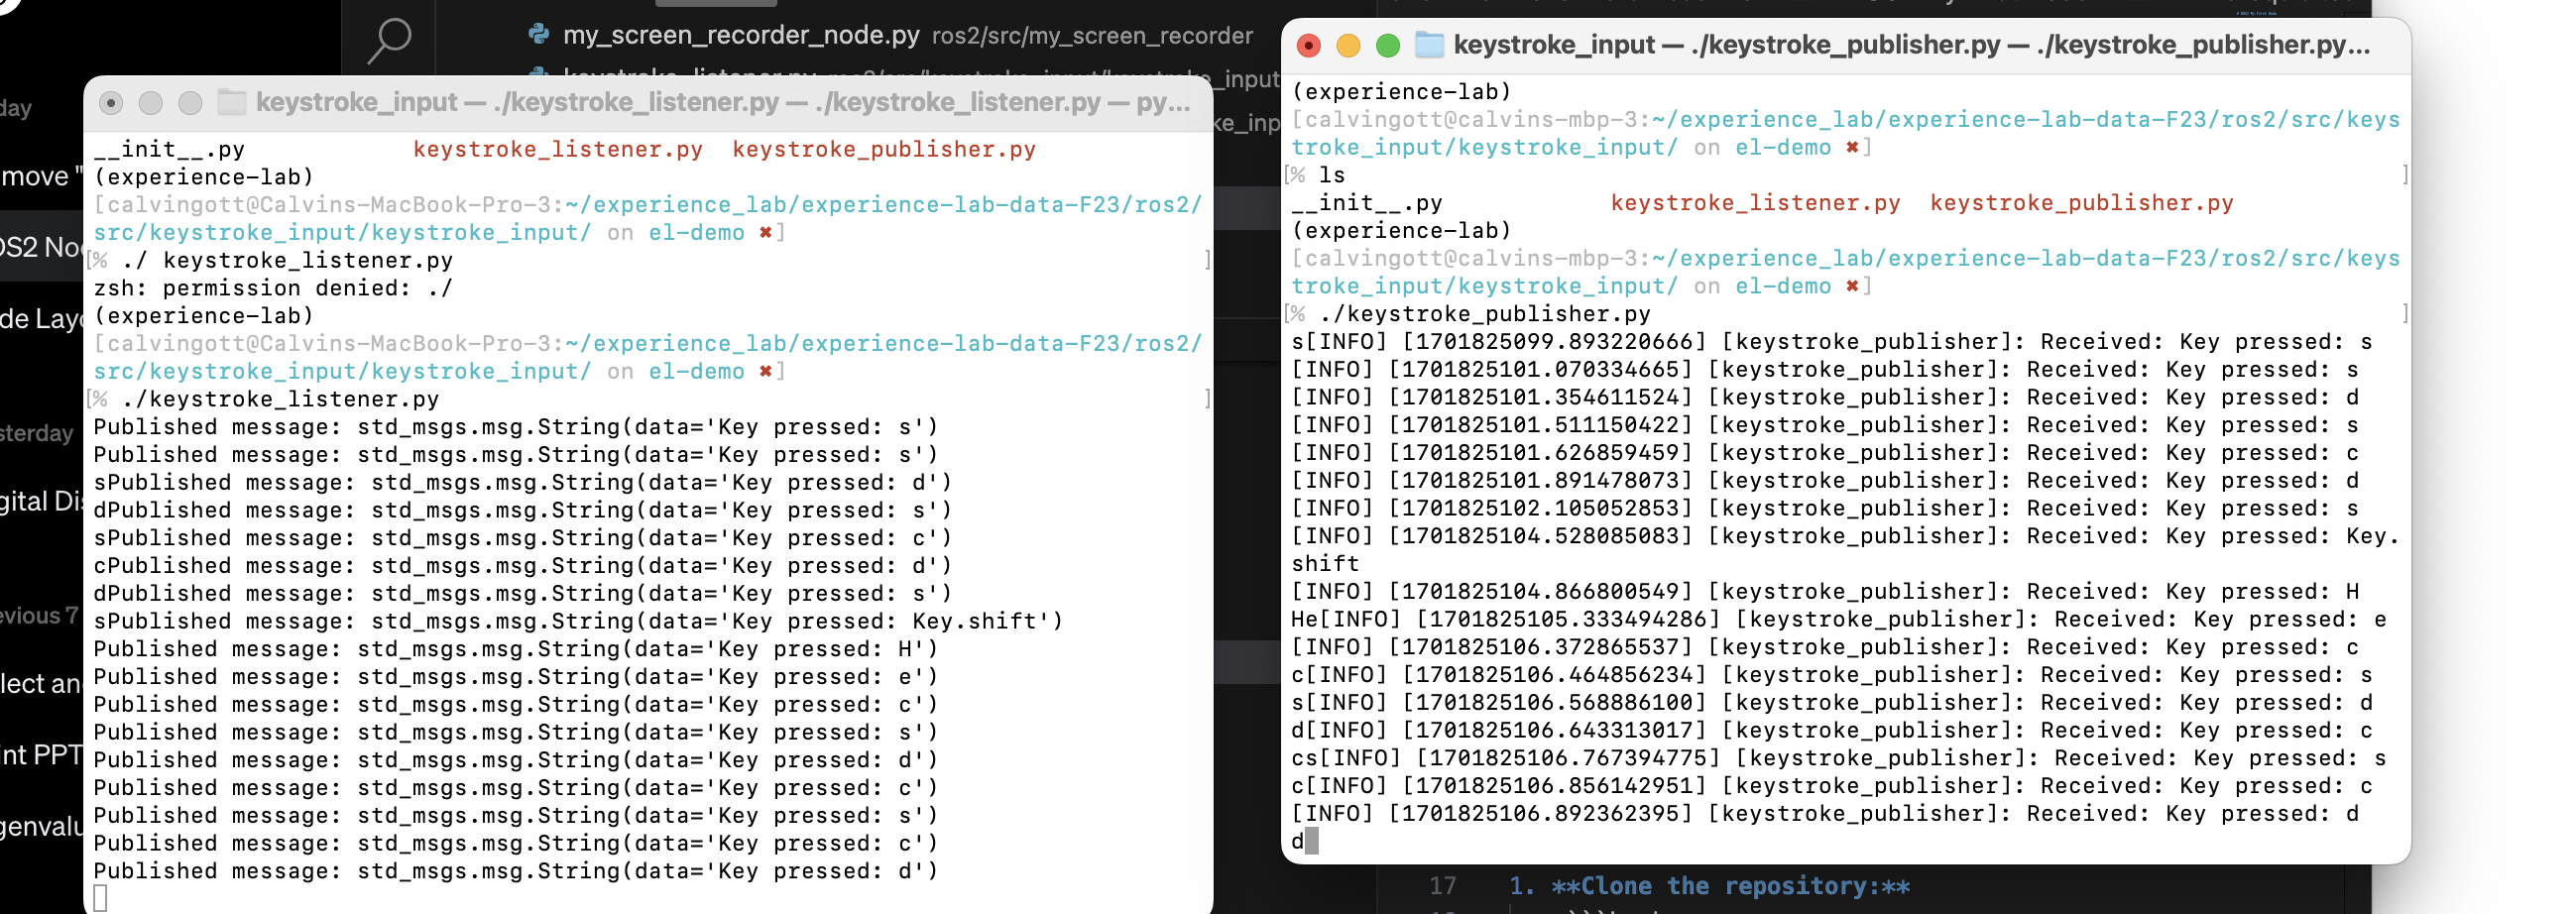 my_screen_recorder_node.py ros2/src/my_screen_recorder
day
move "
OS2 Noc
de Layo
sterday
gital Dis
evious 7
lect an
int PPT
genvalu
_input
ke_inp
keystroke_input — ./keystroke_listener.py — ./keystroke_listener.py — py...
__init__.py keystroke_listener.py keystroke_publisher.py
(experience-lab)
[calvingott@Calvins-MacBook-Pro-3:~/experience_lab/experience-lab-data-F23/ros2/
src/keystroke_input/keystroke_input/ on el-demo ✖]
[% ./ keystroke_listener.py ]
zsh: permission denied: ./
(experience-lab)
[calvingott@Calvins-MacBook-Pro-3:~/experience_lab/experience-lab-data-F23/ros2/
src/keystroke_input/keystroke_input/ on el-demo ✖]
[% ./keystroke_listener.py ]
Published message: std_msgs.msg.String(data='Key pressed: s')
Published message: std_msgs.msg.String(data='Key pressed: s')
sPublished message: std_msgs.msg.String(data='Key pressed: d')
dPublished message: std_msgs.msg.String(data='Key pressed: s')
sPublished message: std_msgs.msg.String(data='Key pressed: c')
cPublished message: std_msgs.msg.String(data='Key pressed: d')
dPublished message: std_msgs.msg.String(data='Key pressed: s')
sPublished message: std_msgs.msg.String(data='Key pressed: Key.shift')
Published message: std_msgs.msg.String(data='Key pressed: H')
Published message: std_msgs.msg.String(data='Key pressed: e')
Published message: std_msgs.msg.String(data='Key pressed: c')
Published message: std_msgs.msg.String(data='Key pressed: s')
Published message: std_msgs.msg.String(data='Key pressed: d')
Published message: std_msgs.msg.String(data='Key pressed: c')
Published message: std_msgs.msg.String(data='Key pressed: s')
Published message: std_msgs.msg.String(data='Key pressed: c')
Published message: std_msgs.msg.String(data='Key pressed: d')
keystroke_input — ./keystroke_publisher.py — ./keystroke_publisher.py...
(experience-lab)
[calvingott@calvins-mbp-3:~/experience_lab/experience-lab-data-F23/ros2/src/keys
troke_input/keystroke_input/ on el-demo ✖]
[% ls ]
__init__.py keystroke_listener.py keystroke_publisher.py
(experience-lab)
[calvingott@calvins-mbp-3:~/experience_lab/experience-lab-data-F23/ros2/src/keys
troke_input/keystroke_input/ on el-demo ✖]
[% ./keystroke_publisher.py ]
s[INFO] [1701825099.893220666] [keystroke_publisher]: Received: Key pressed: s
[INFO] [1701825101.070334665] [keystroke_publisher]: Received: Key pressed: s
[INFO] [1701825101.354611524] [keystroke_publisher]: Received: Key pressed: d
[INFO] [1701825101.511150422] [keystroke_publisher]: Received: Key pressed: s
[INFO] [1701825101.626859459] [keystroke_publisher]: Received: Key pressed: c
[INFO] [1701825101.891478073] [keystroke_publisher]: Received: Key pressed: d
[INFO] [1701825102.105052853] [keystroke_publisher]: Received: Key pressed: s
[INFO] [1701825104.528085083] [keystroke_publisher]: Received: Key pressed: Key.
shift
[INFO] [1701825104.866800549] [keystroke_publisher]: Received: Key pressed: H
He[INFO] [1701825105.333494286] [keystroke_publisher]: Received: Key pressed: e
[INFO] [1701825106.372865537] [keystroke_publisher]: Received: Key pressed: c
c[INFO] [1701825106.464856234] [keystroke_publisher]: Received: Key pressed: s
s[INFO] [1701825106.568886100] [keystroke_publisher]: Received: Key pressed: d
d[INFO] [1701825106.643313017] [keystroke_publisher]: Received: Key pressed: c
cs[INFO] [1701825106.767394775] [keystroke_publisher]: Received: Key pressed: s
c[INFO] [1701825106.856142951] [keystroke_publisher]: Received: Key pressed: c
[INFO] [1701825106.892362395] [keystroke_publisher]: Received: Key pressed: d
d
17 1. **Clone the repository:**